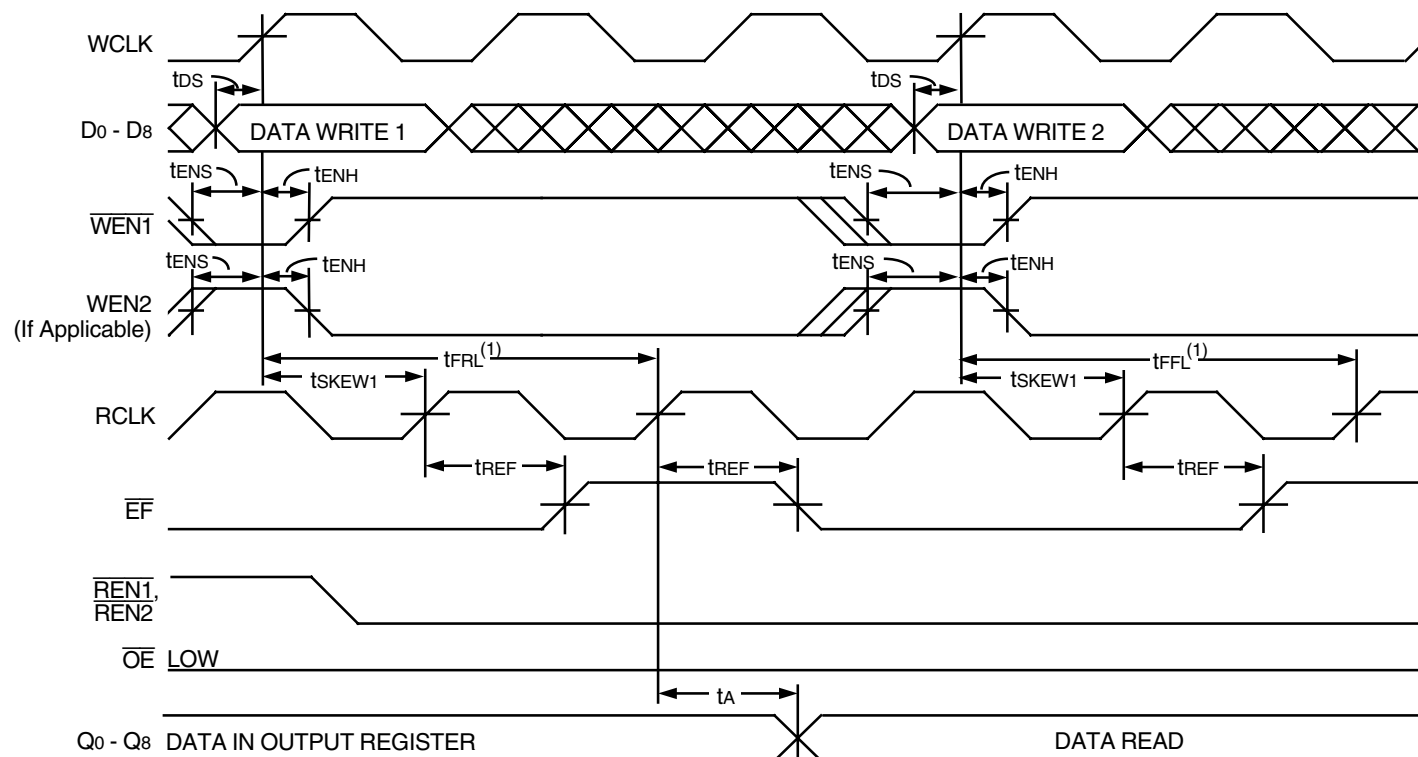 WCLK
tDS tDS
D0 - D8 DATA WRITE 1 DATA WRITE 2
tENS tENH tENS tENH
WEN1
tENS tENH tENS tENH
WEN2
(If Applicable)
tFRL(1) tFFL(1)
tSKEW1 tSKEW1
RCLK
tREF tREF tREF
EF
REN1,
REN2
OE LOW
tA
Q0 - Q8 DATA IN OUTPUT REGISTER DATA READ